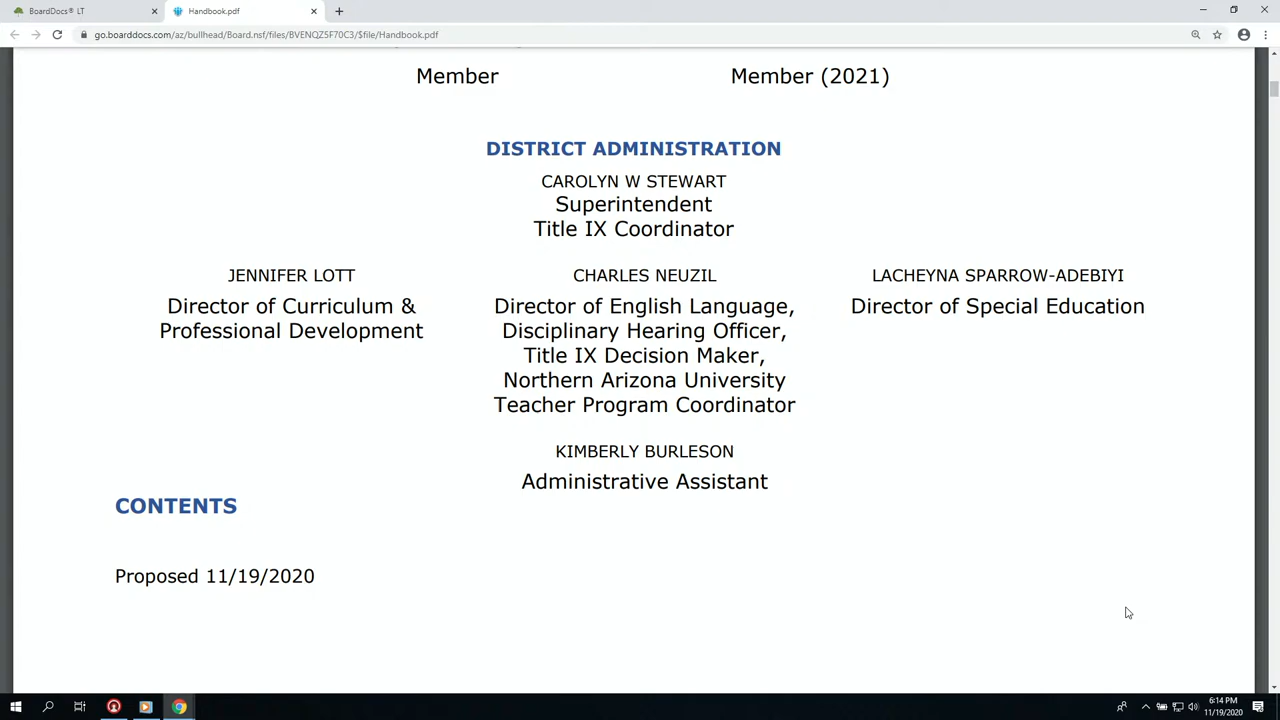 BoardDocs® LT
Handbook.pdf
go.boarddocs.com/az/bullhead/Board.nsf/files/BVENQZ5F70C3/$file/Handbook.pdf
Member
Member (2021)
DISTRICT ADMINISTRATION
CAROLYN W STEWART
Superintendent
Title IX Coordinator
JENNIFER LOTT
Director of Curriculum &
Professional Development
CHARLES NEUZIL
Director of English Language,
Disciplinary Hearing Officer,
Title IX Decision Maker,
Northern Arizona University
Teacher Program Coordinator
LACHEYNA SPARROW-ADEBIYI
Director of Special Education
KIMBERLY BURLESON
Administrative Assistant
CONTENTS
Proposed 11/19/2020
6:14 PM
11/19/2020